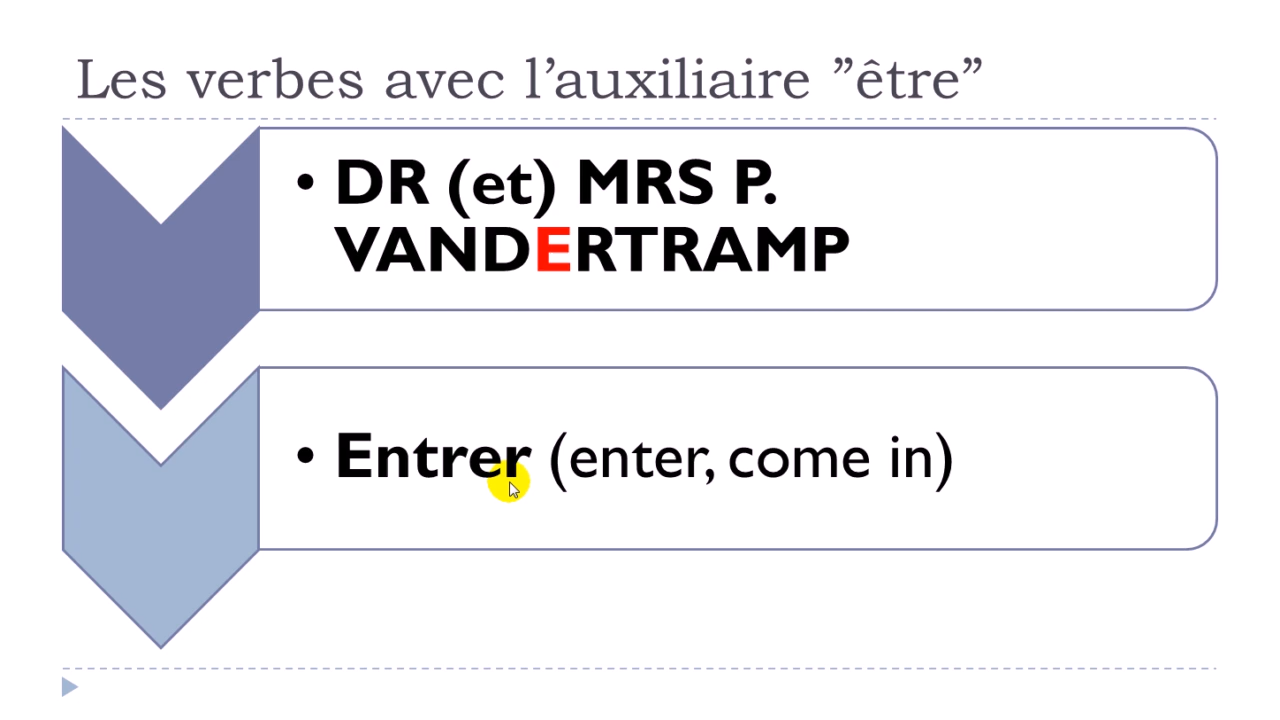 Les verbes avec l’auxiliaire ”être”
• DR (et) MRS P.
VANDERTRAMP
• Entrer (enter, come in)